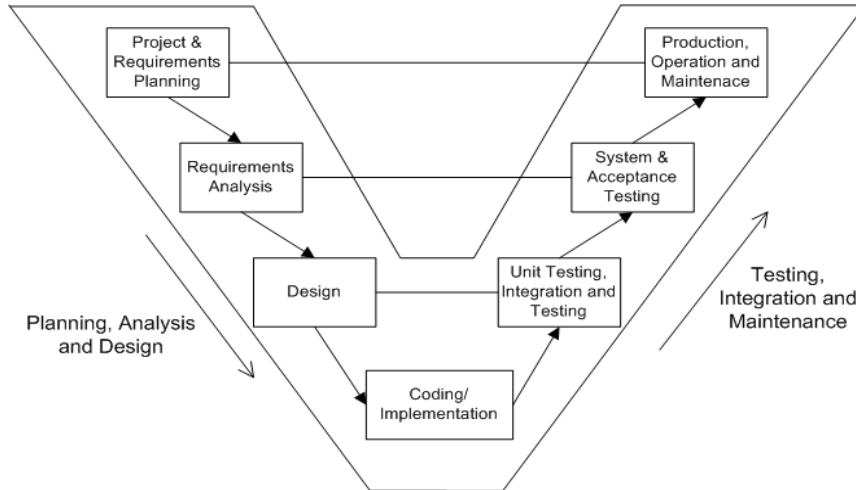 Project &
Requirements
Planning
Production,
Operation and
Maintenace
Requirements
Analysis
System &
Acceptance
Testing
Design
Unit Testing,
Integration and
Testing
Planning, Analysis
and Design
Testing,
Integration and
Maintenance
Coding/
Implementation